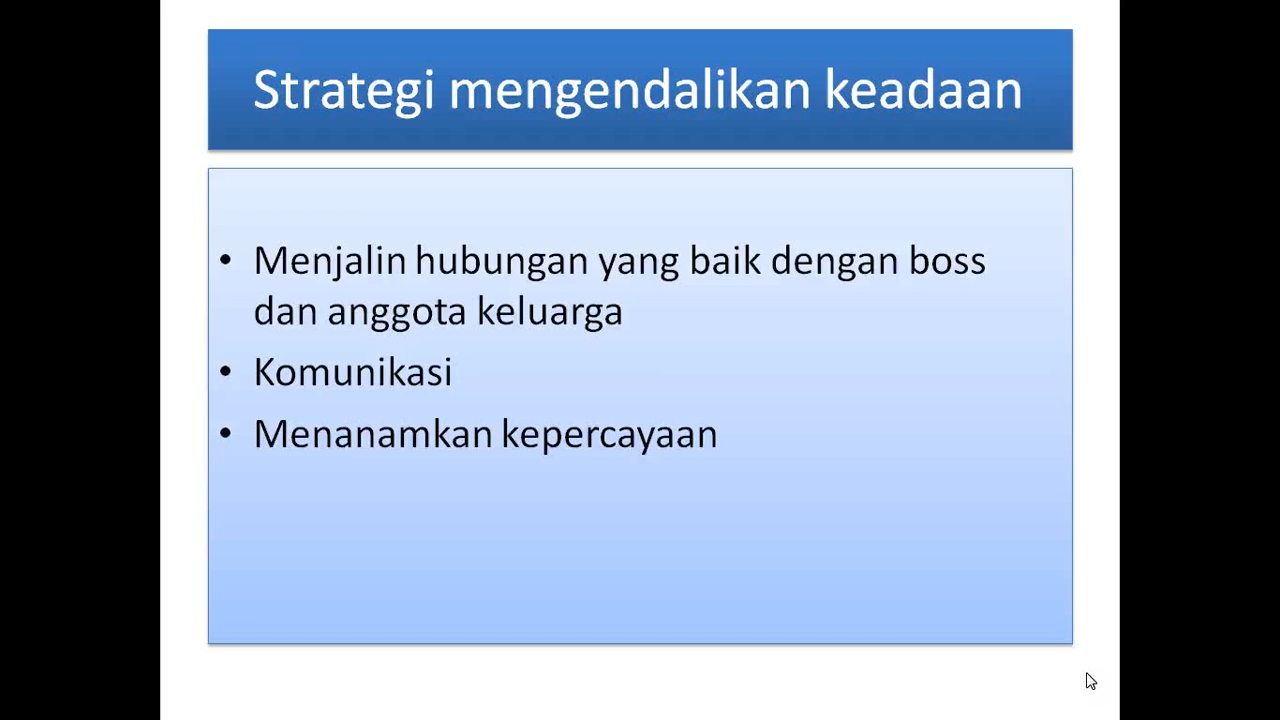 Strategi mengendalikan keadaan
• Menjalin hubungan yang baik dengan boss
dan anggota keluarga
• Komunikasi
• Menanamkan kepercayaan